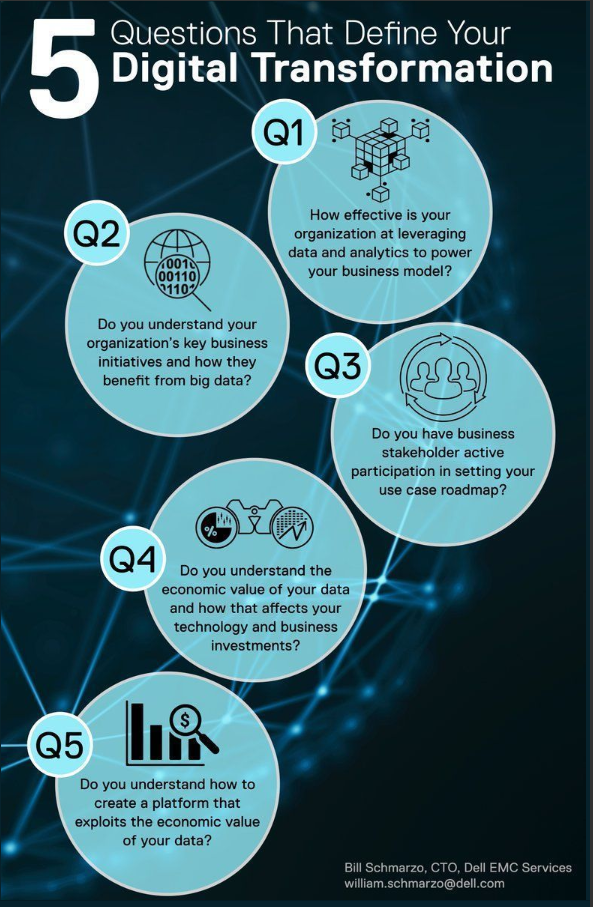 5
Questions That Define Your
Digital Transformation
Q1
How effective is your
organization at leveraging
data and analytics to power
your business model?
Q2
1001
00110
01101
Do you understand your
organization's key business
initiatives and how they
benefit from big data?
Q3
Do you have business
stakeholder active
participation in setting your
use case roadmap?
Q4
%
Do you understand the
economic value of your data
and how that affects your
technology and business
investments?
Q5
$
Do you understand how to
create a platform that
exploits the economic value
of your data?
Bill Schmarzo, CTO, Dell EMC Services
william.schmarzo@dell.com